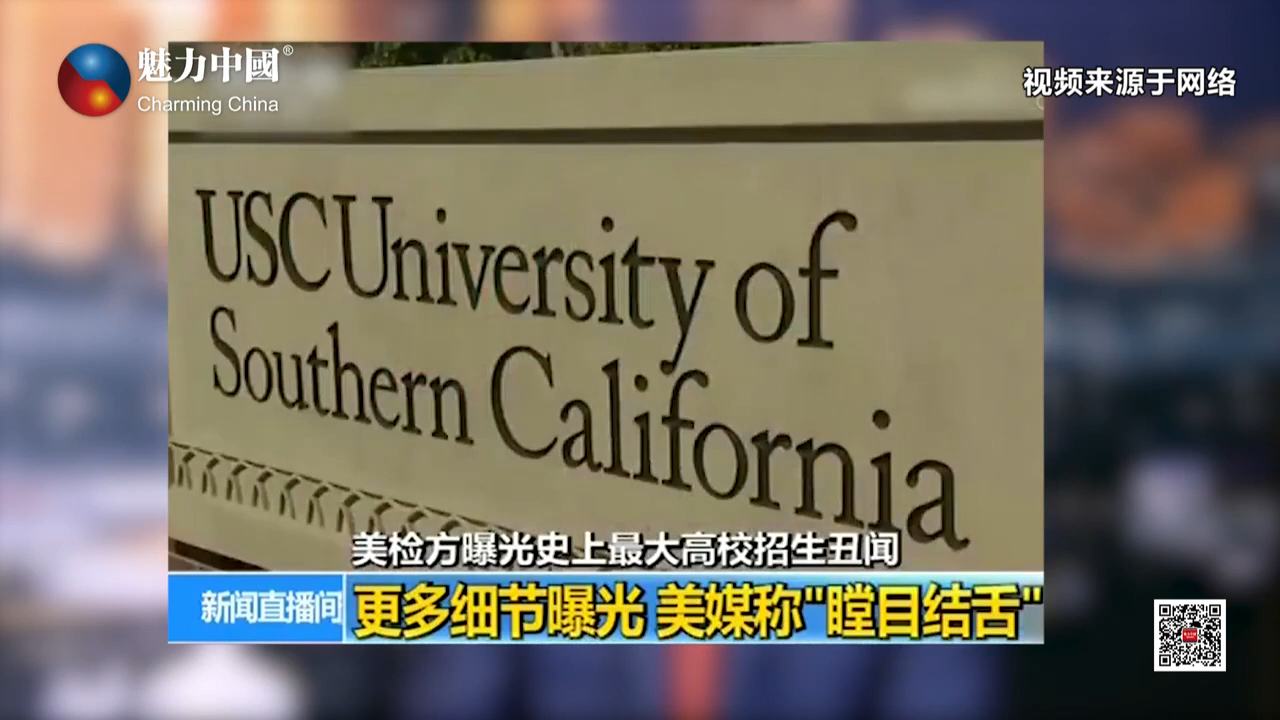 魅力中國®
Charming China
视频来源于网络
USC University of
Southern California
美检方曝光史上最大高校招生丑闻
新闻直播间
更多细节曝光 美媒称"瞠目结舌"